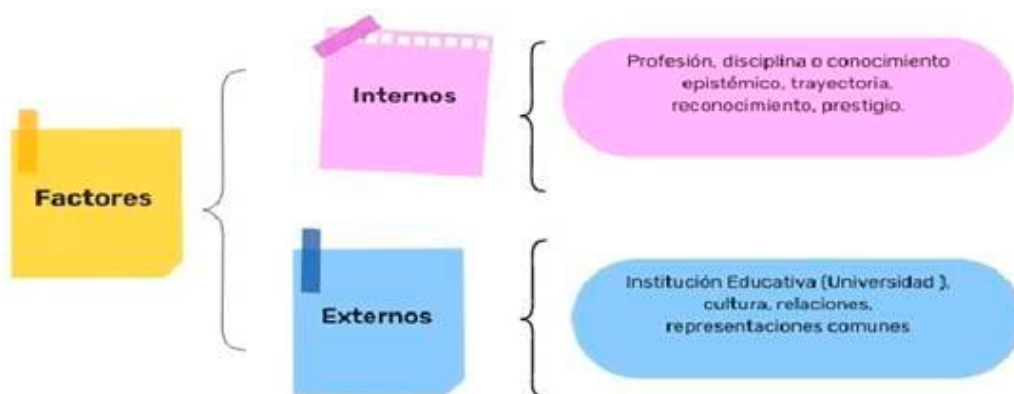 Factores
Internos
Profesión, disciplina o conocimiento
epistémico, trayectoria,
reconocimiento, prestigio.
Externos
Institución Educativa (Universidad ),
cultura, relaciones,
representaciones comunes